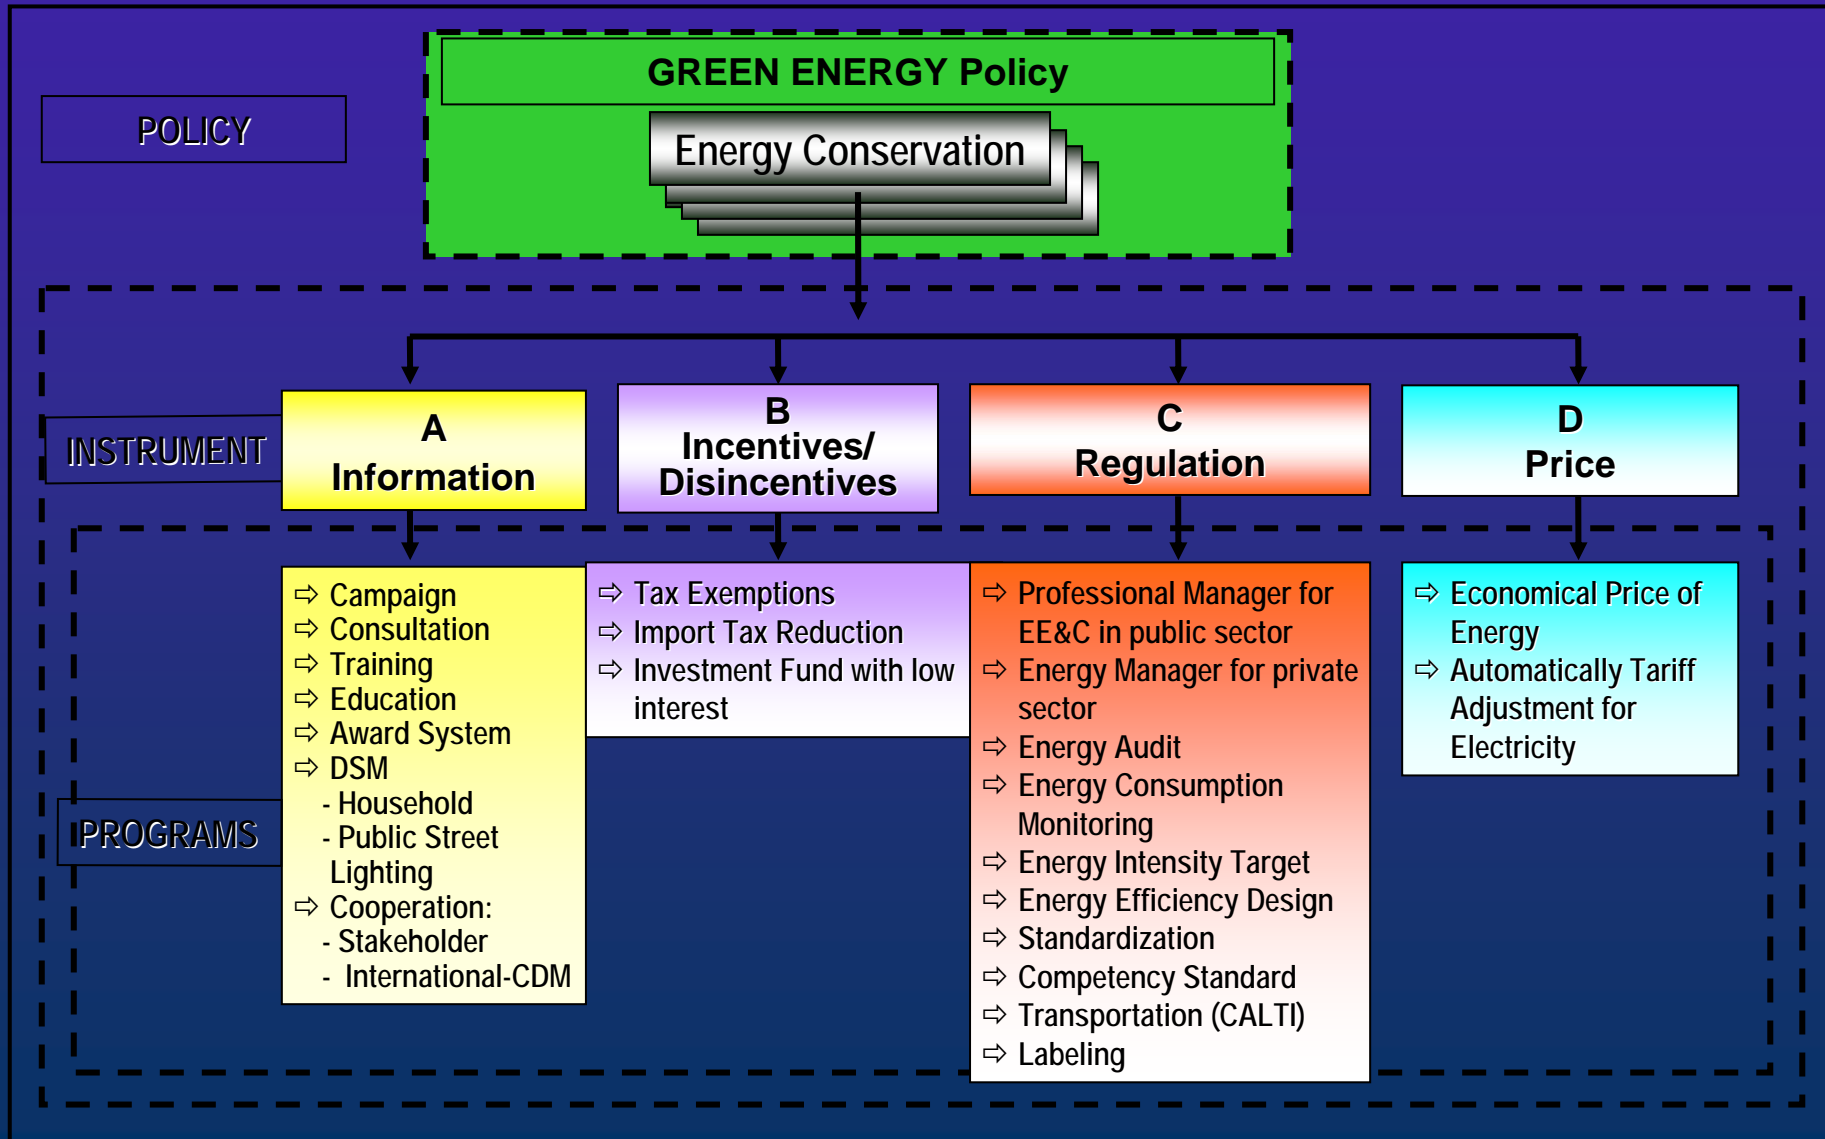 GREEN ENERGY Policy
POLICY
Energy Conservation
INSTRUMENT
A
Information
B
Incentives/
Disincentives
C
Regulation
D
Price
PROGRAMS
⇨ Campaign
⇨ Consultation
⇨ Training
⇨ Education
⇨ Award System
⇨ DSM
- Household
- Public Street
Lighting
⇨ Cooperation:
- Stakeholder
- International-CDM
⇨ Tax Exemptions
⇨ Import Tax Reduction
⇨ Investment Fund with low
interest
⇨ Professional Manager for
EE&C in public sector
⇨ Energy Manager for private
sector
⇨ Energy Audit
⇨ Energy Consumption
Monitoring
⇨ Energy Intensity Target
⇨ Energy Efficiency Design
⇨ Standardization
⇨ Competency Standard
⇨ Transportation (CALTI)
⇨ Labeling
⇨ Economical Price of
Energy
⇨ Automatically Tariff
Adjustment for
Electricity